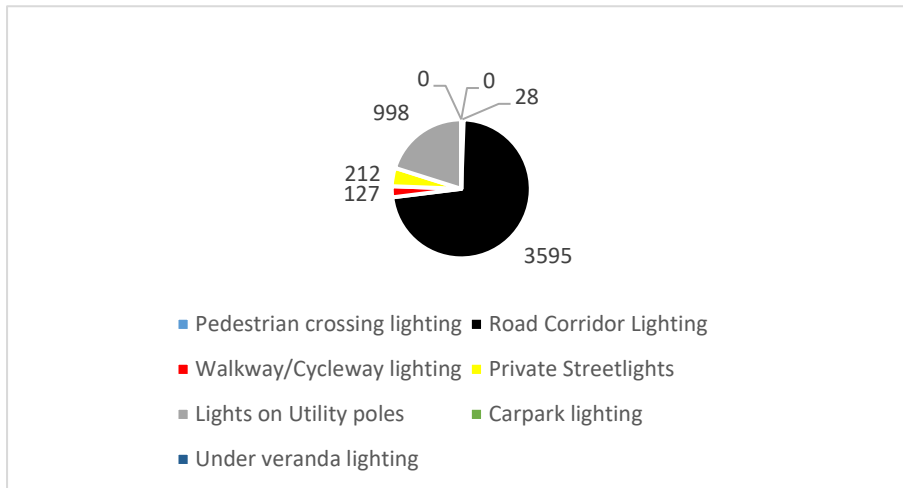 0 0
28
998
212
127
3595
Pedestrian crossing lighting Road Corridor Lighting
Walkway/Cycleway lighting Private Streetlights
Lights on Utility poles Carpark lighting
Under veranda lighting